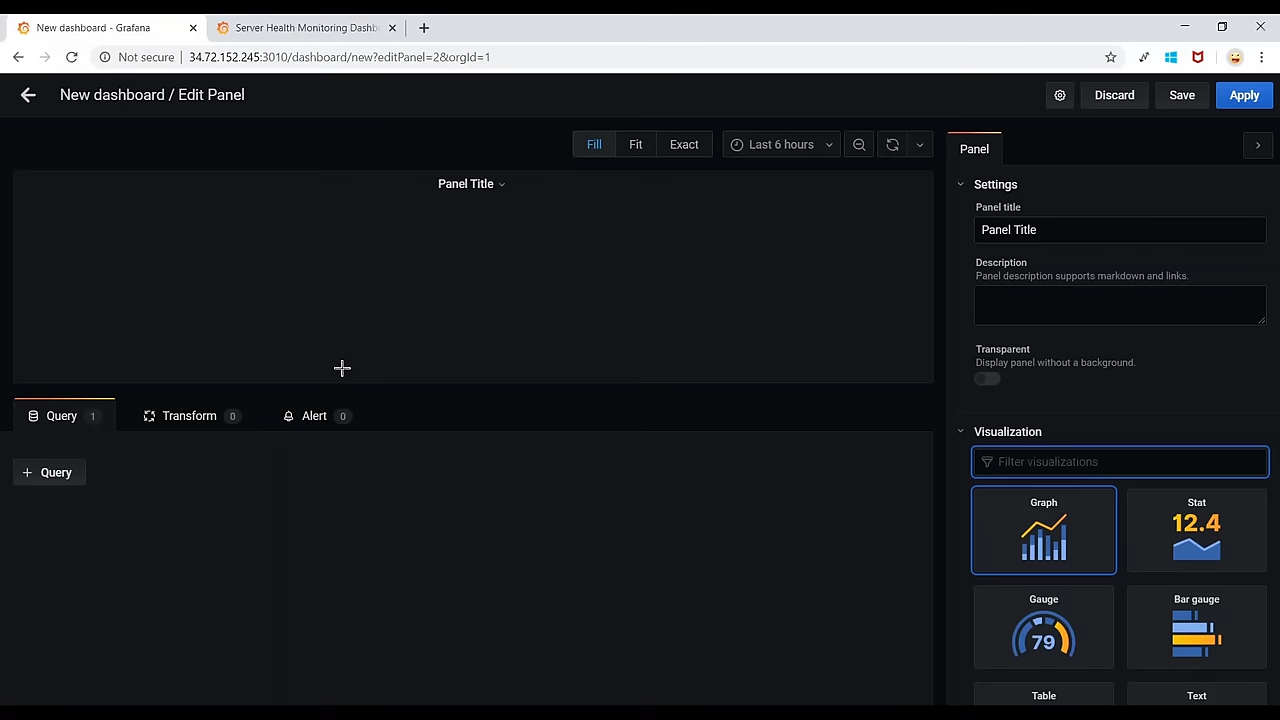 New dashboard - Grafana
Server Health Monitoring Dashb
Not secure
34.72.152.245:3010/dashboard/new?editPanel=2&orgId=1
New dashboard / Edit Panel
Discard
Save
Apply
Fill
Fit
Exact
Last 6 hours
Panel
Panel Title
Settings
Panel title
Panel Title
Description
Panel description supports markdown and links.
Transparent
Display panel without a background.
Query 1
Transform 0
Alert 0
+ Query
Visualization
Filter visualizations
Graph
Stat
12.4
Gauge
79
Bar gauge
Table
Text